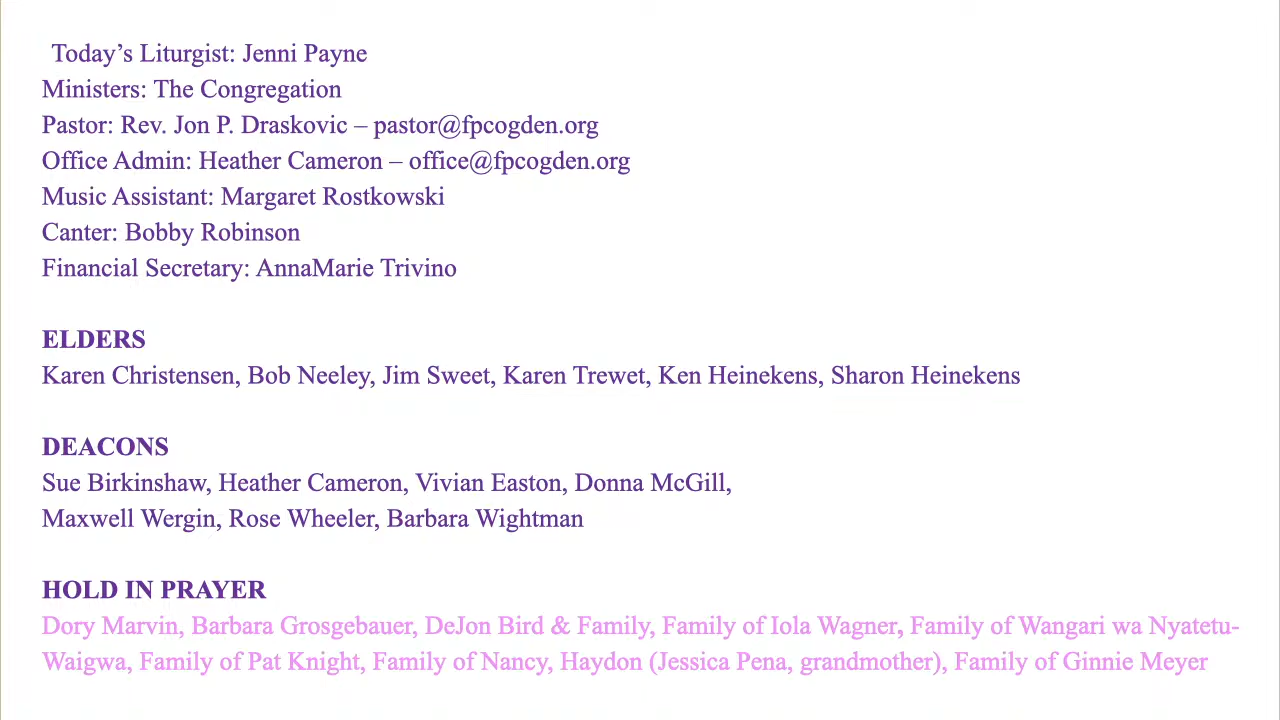 Today’s Liturgist: Jenni Payne
Ministers: The Congregation
Pastor: Rev. Jon P. Draskovic – pastor@fpcogden.org
Office Admin: Heather Cameron – office@fpcogden.org
Music Assistant: Margaret Rostkowski
Canter: Bobby Robinson
Financial Secretary: AnnaMarie Trivino
ELDERS
Karen Christensen, Bob Neeley, Jim Sweet, Karen Trewet, Ken Heinekens, Sharon Heinekens
DEACONS
Sue Birkinshaw, Heather Cameron, Vivian Easton, Donna McGill,
Maxwell Wergin, Rose Wheeler, Barbara Wightman
HOLD IN PRAYER
Dory Marvin, Barbara Grosgebauer, DeJon Bird & Family, Family of Iola Wagner, Family of Wangari wa Nyatetu-
Waigwa, Family of Pat Knight, Family of Nancy, Haydon (Jessica Pena, grandmother), Family of Ginnie Meyer